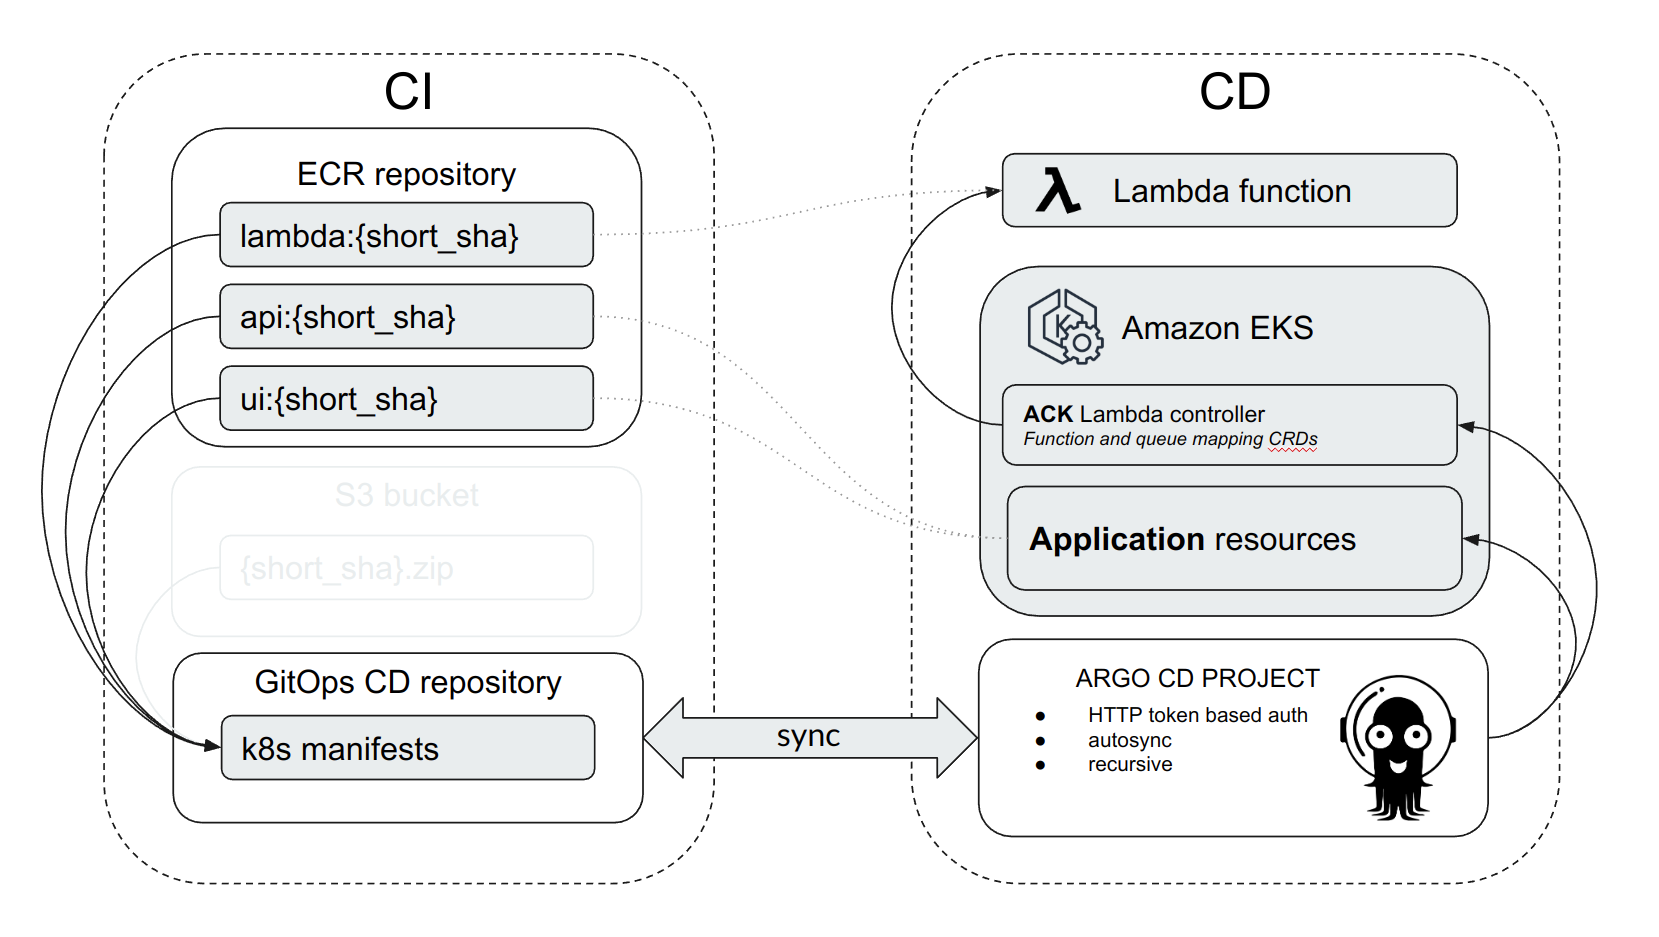 CI
ECR repository
lambda:{short_sha}
api:{short_sha}
ui:{short_sha}
S3 bucket
{short_sha}.zip
GitOps CD repository
k8s manifests
sync
CD
Lambda function
Amazon EKS
ACK Lambda controller
Function and queue mapping CRDs
Application resources
ARGO CD PROJECT
● HTTP token based auth
● autosync
● recursive